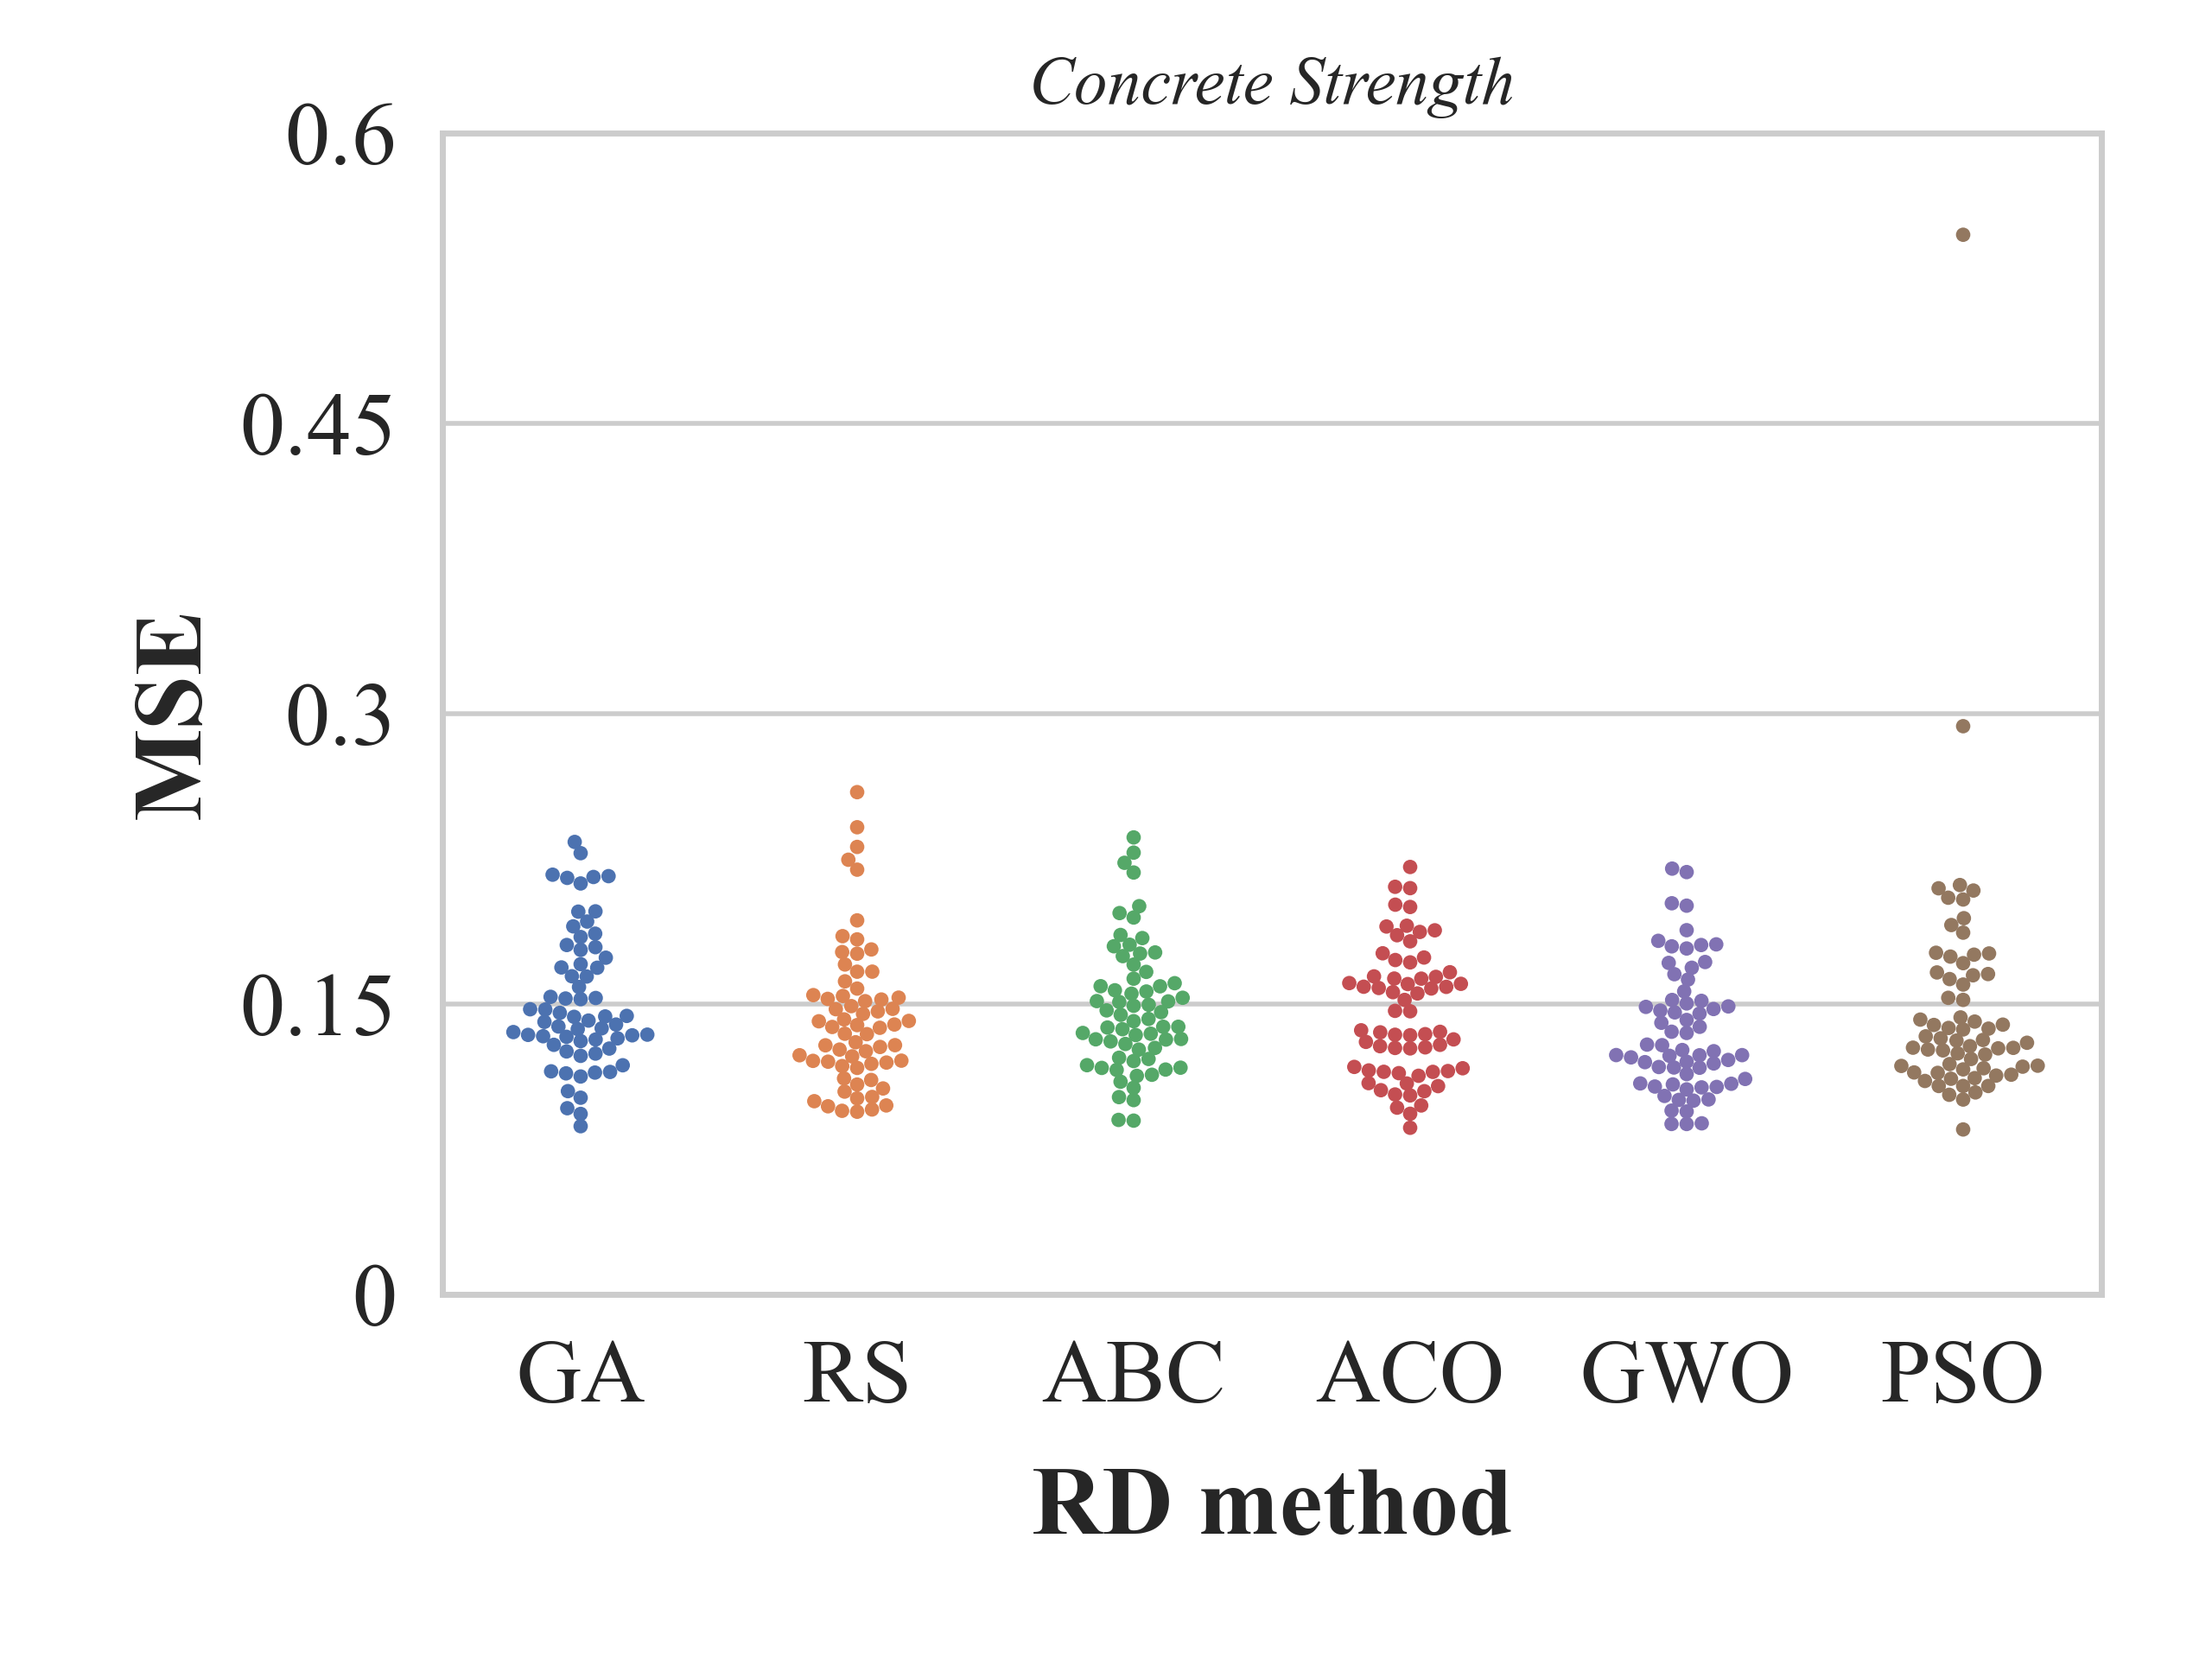 Concrete Strength
0.6
0.45
0.3
0.15
0
MSE
GA RS ABC ACO GWO PSO
RD method